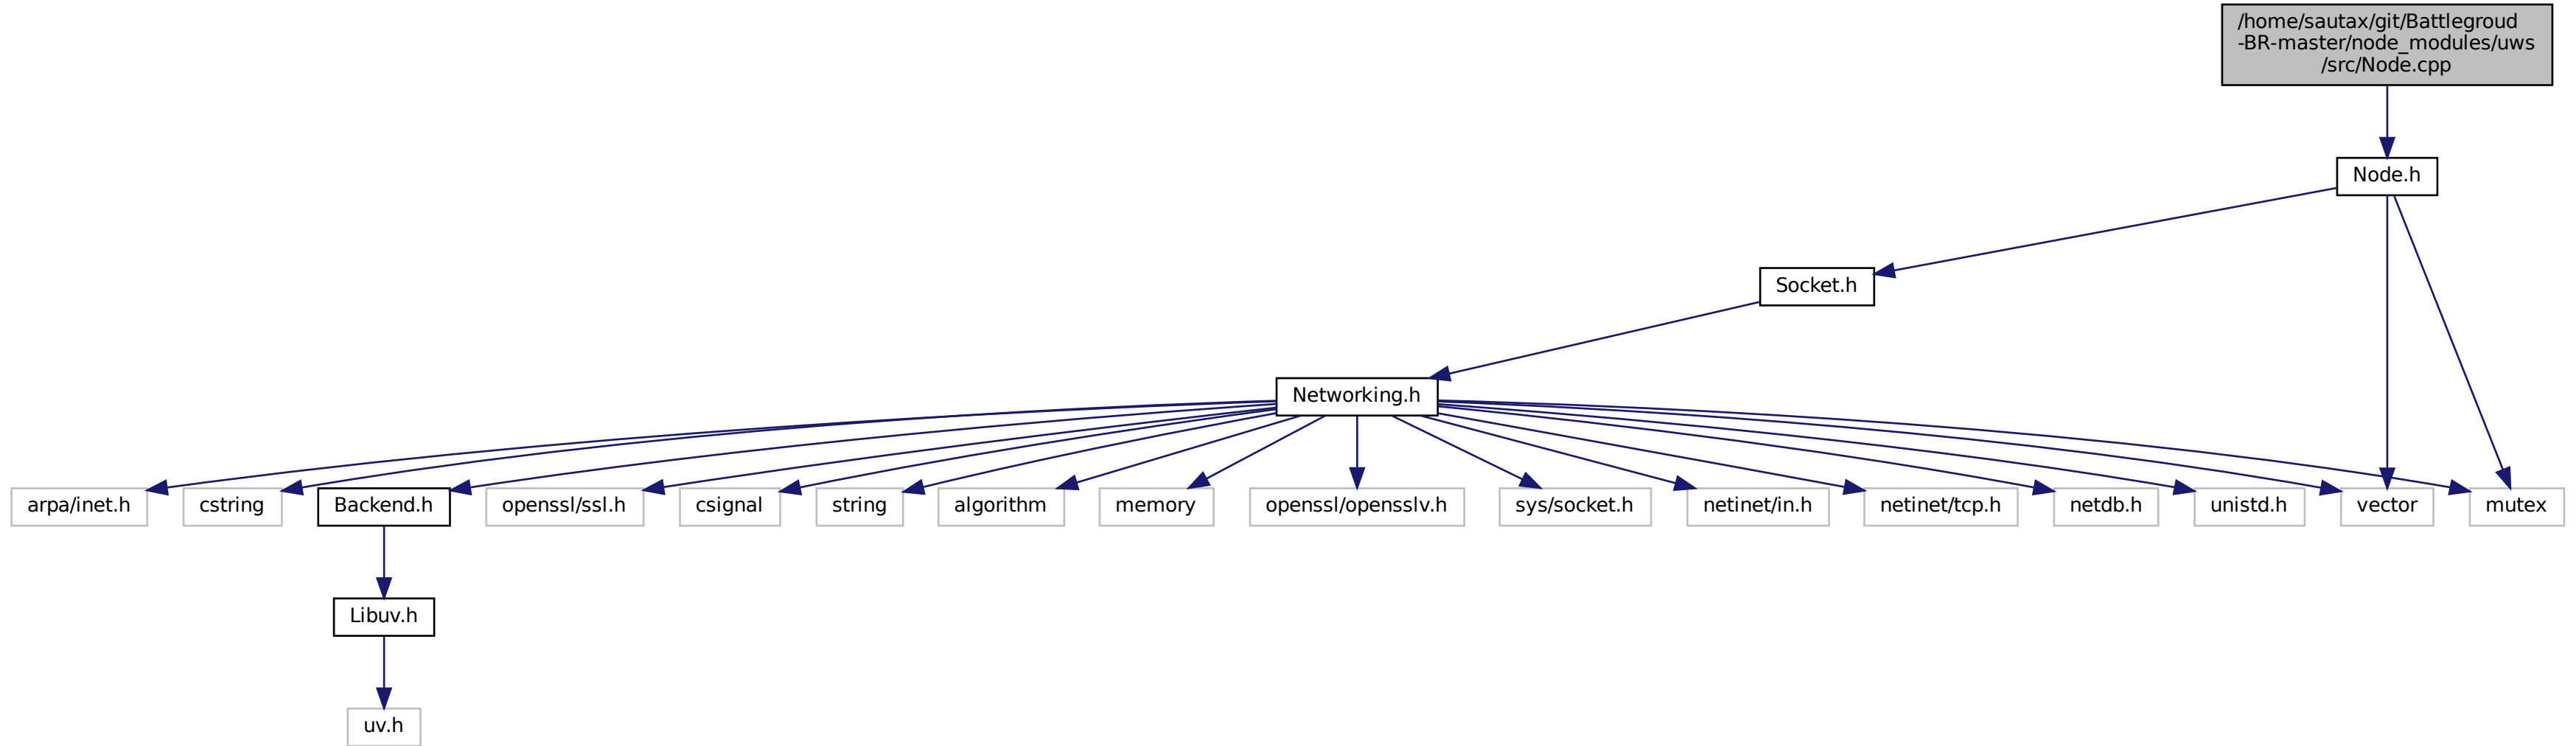 /home/sautax/git/Battlegroud
-BR-master/node_modules/uws
/src/Node.cpp
Node.h
Socket.h
Networking.h
arpa/inet.h
cstring
Backend.h
openssl/ssl.h
csignal
string
algorithm
memory
openssl/opensslv.h
sys/socket.h
netinet/in.h
netinet/tcp.h
netdb.h
unistd.h
vector
mutex
Libuv.h
uv.h